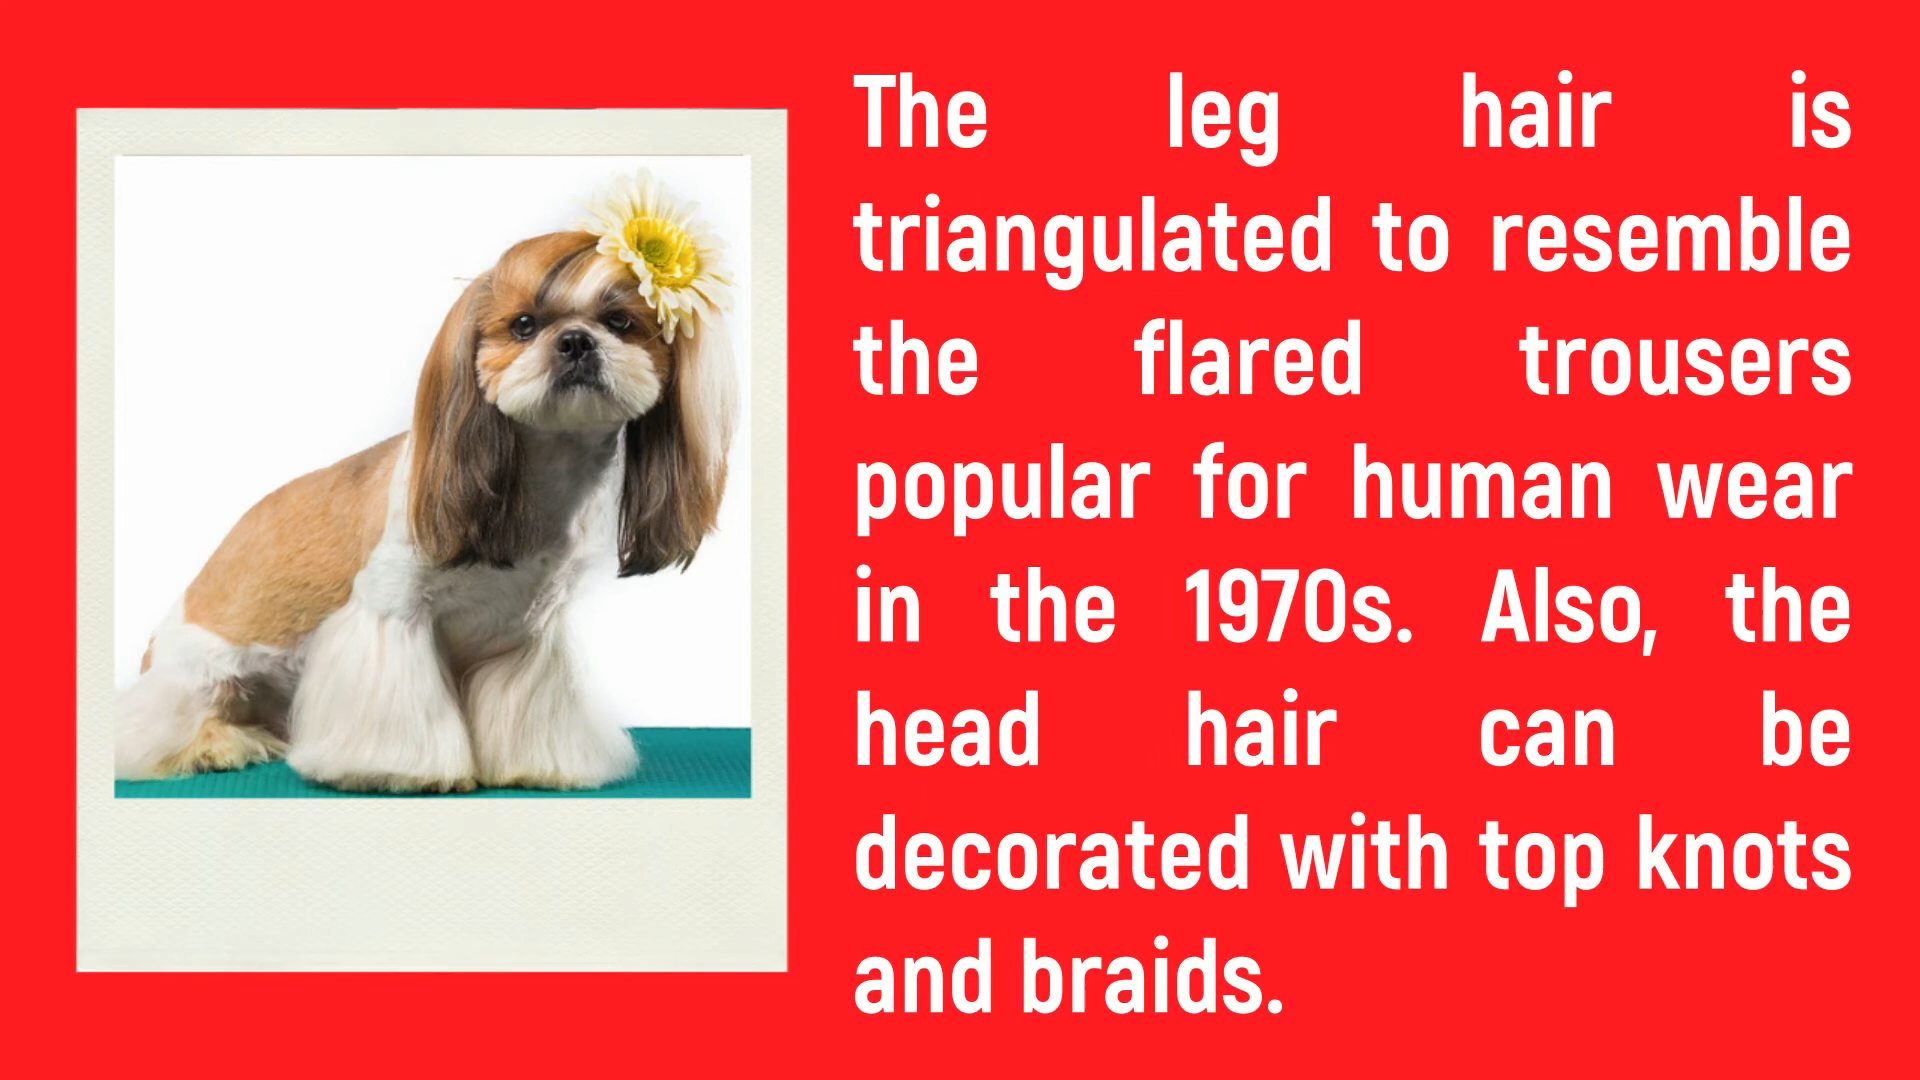 The leg hair is
triangulated to resemble
the flared trousers
popular for human wear
in the 1970s. Also, the
head hair can be
decorated with top knots
and braids.